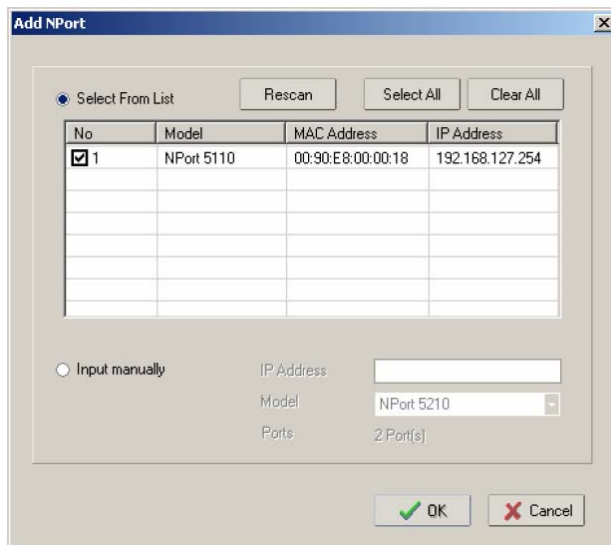 Add NPort
Select From List Rescan Select All Clear All
No Model MAC Address IP Address
1 NPort 5110 00:90:E8:00:00:18 192.168.127.254
Input manually IP Address
Model NPort 5210
Ports 2 Port(s)
OK Cancel